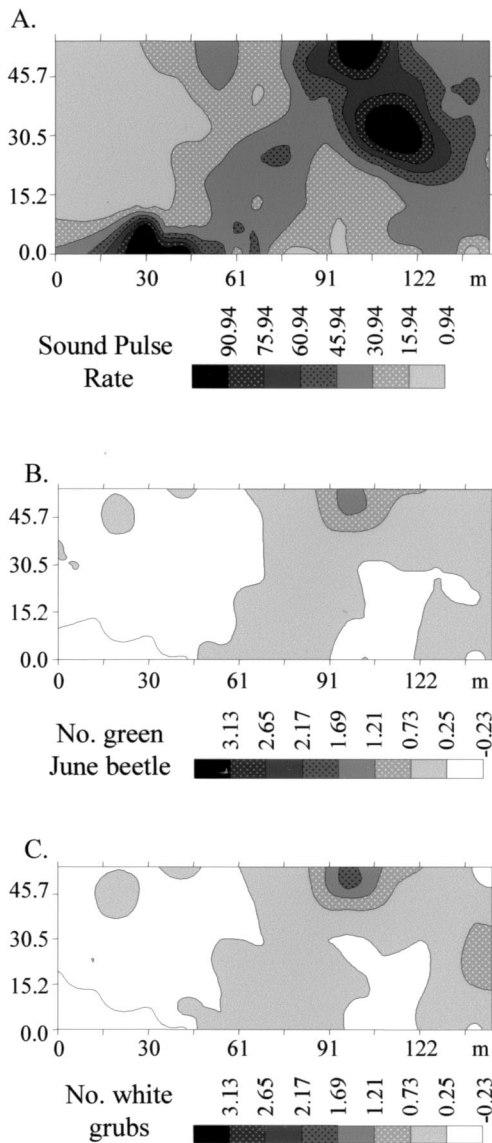 A.
45.7
30.5
15.2
0.0
0 30 61 91 122 m
Sound Pulse
Rate
90.94
75.94
60.94
45.94
30.94
15.94
0.94
B.
45.7
30.5
15.2
0.0
0 30 61 91 122 m
No. green
June beetle
3.13
2.65
2.17
1.69
1.21
0.73
0.25
-0.23
C.
45.7
30.5
15.2
0.0
0 30 61 91 122 m
No. white
grubs
3.13
2.65
2.17
1.69
1.21
0.73
0.25
-0.23